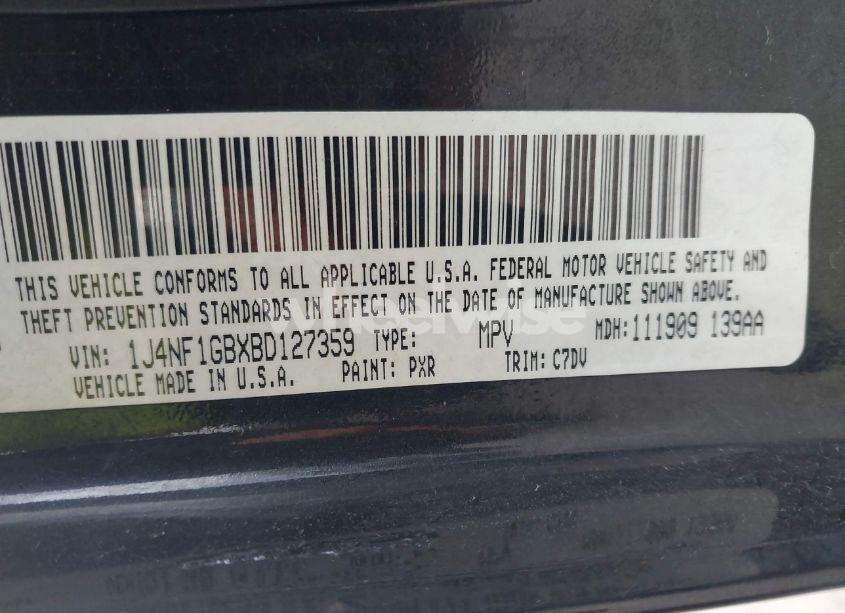 THIS VEHICLE CONFORMS TO ALL APPLICABLE U.S.A. FEDERAL MOTOR VEHICLE SAFETY AND
THEFT PREVENTION STANDARDS IN EFFECT ON THE DATE OF MANUFACTURE SHOWN ABOVE.
VIN: 1J4NF1GBXBD127359 TYPE: MPV MDH:111909 139AA
VEHICLE MADE IN U.S.A. PAINT: PXR TRIM: C7DV
wheelwise